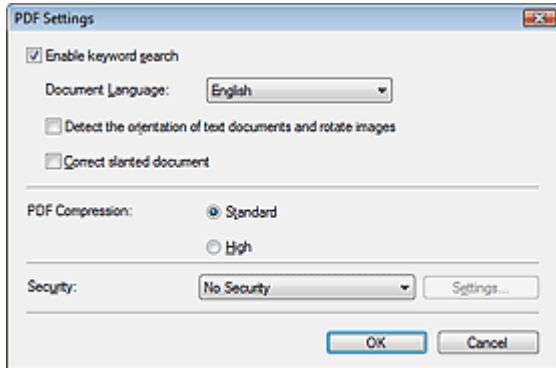 PDF Settings
Enable keyword search
Document Language: English
Detect the orientation of text documents and rotate images
Correct slanted document
PDF Compression: Standard
High
Security: No Security Settings...
OK Cancel